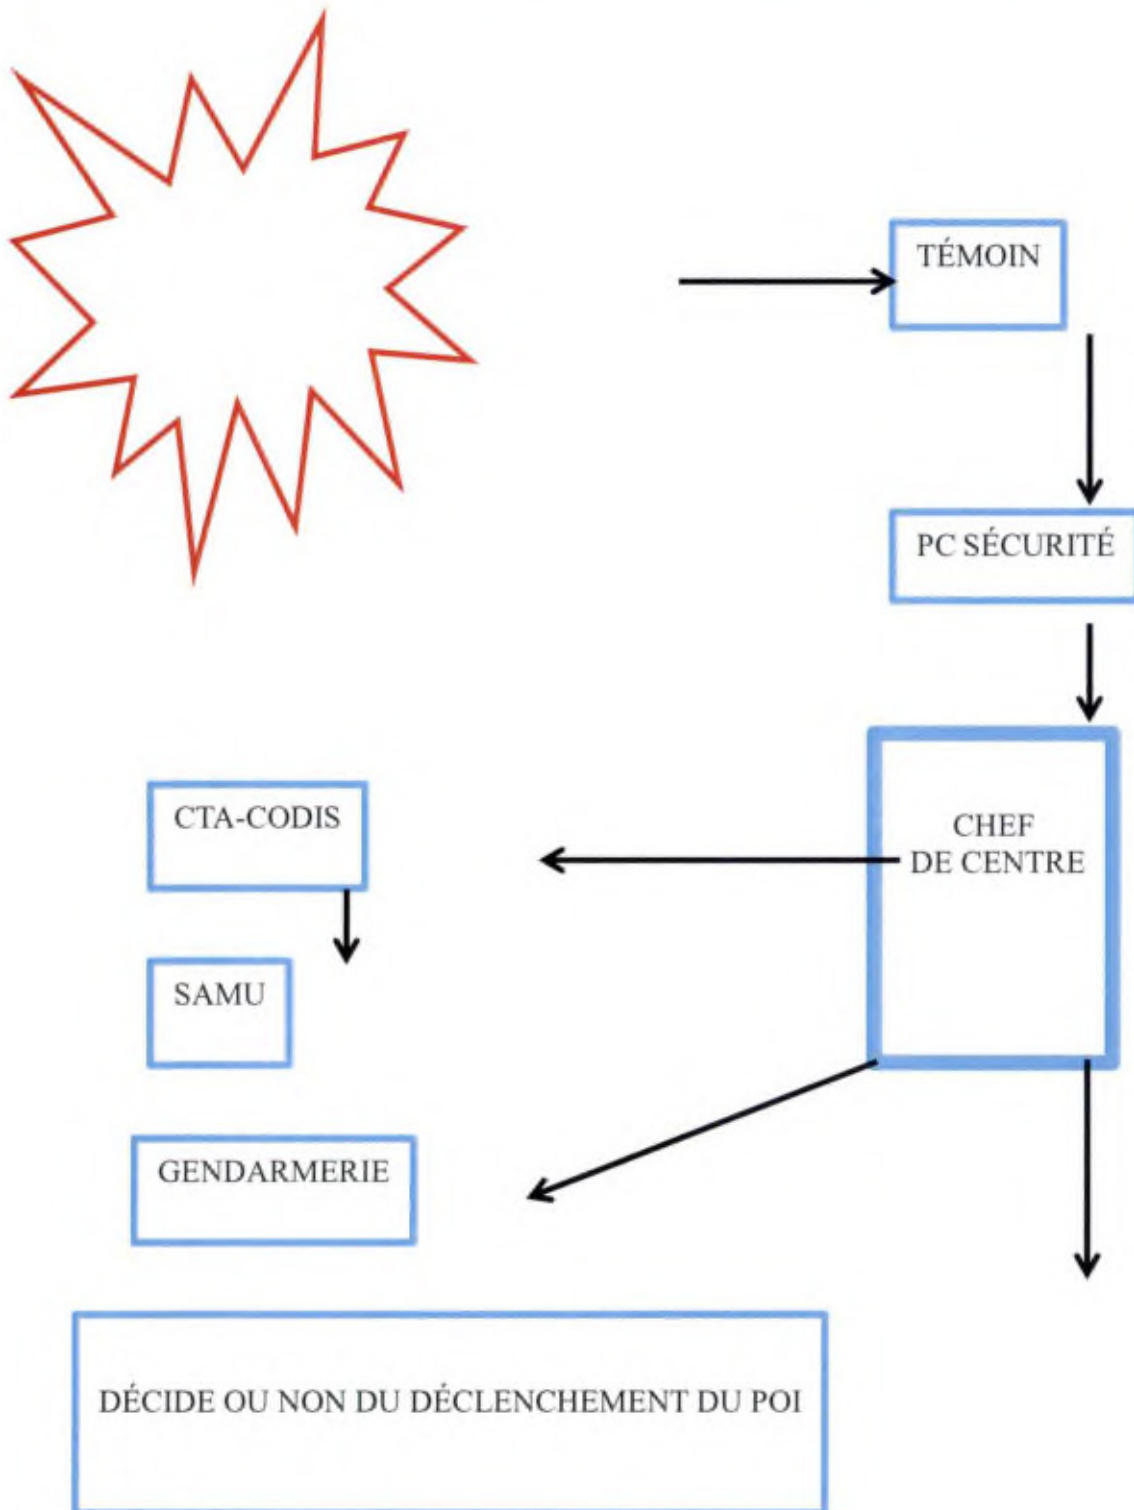 TÉMOIN
PC SÉCURITÉ
CHEF
DE CENTRE
CTA-CODIS
SAMU
GENDARMERIE
DÉCIDE OU NON DU DÉCLENCHEMENT DU POI